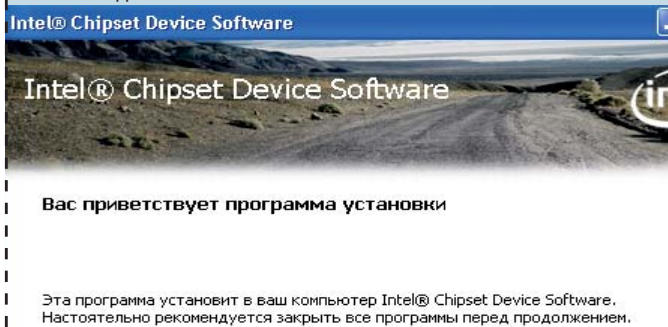 Intel® Chipset Device Software
Intel® Chipset Device Software
Вас приветствует программа установки
Эта программа установит в ваш компьютер Intel® Chipset Device Software.
Настоятельно рекомендуется закрыть все программы перед продолжением.